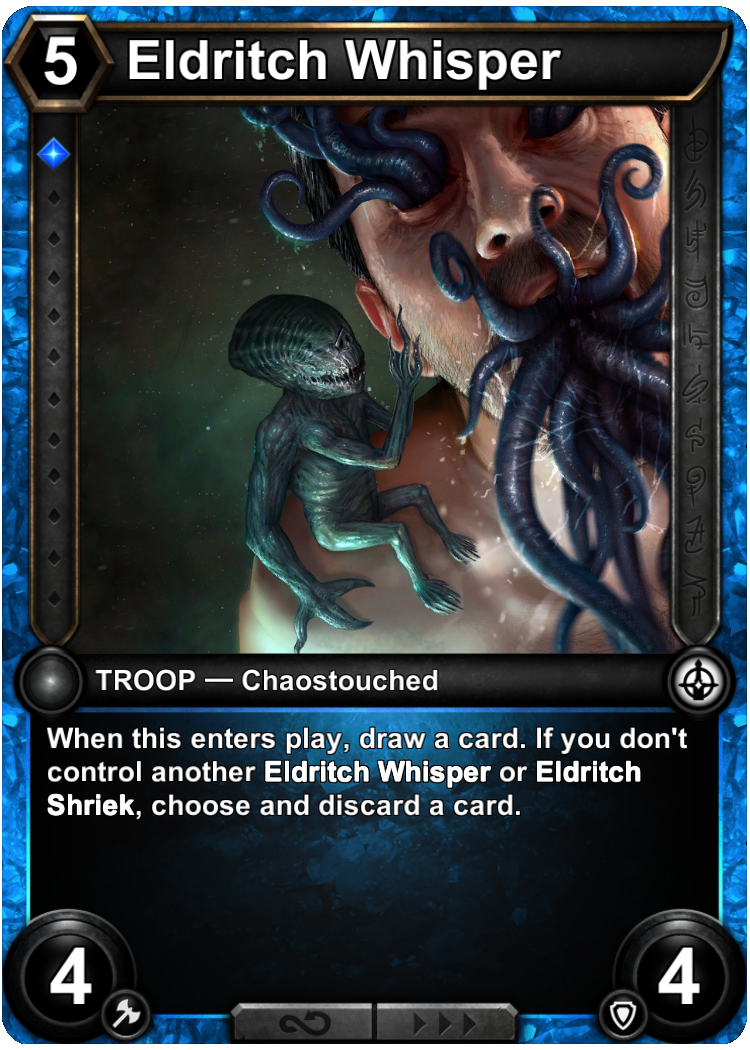 5
Eldritch Whisper
TROOP — Chaostouched
When this enters play, draw a card. If you don't
control another Eldritch Whisper or Eldritch
Shriek, choose and discard a card.
4
4